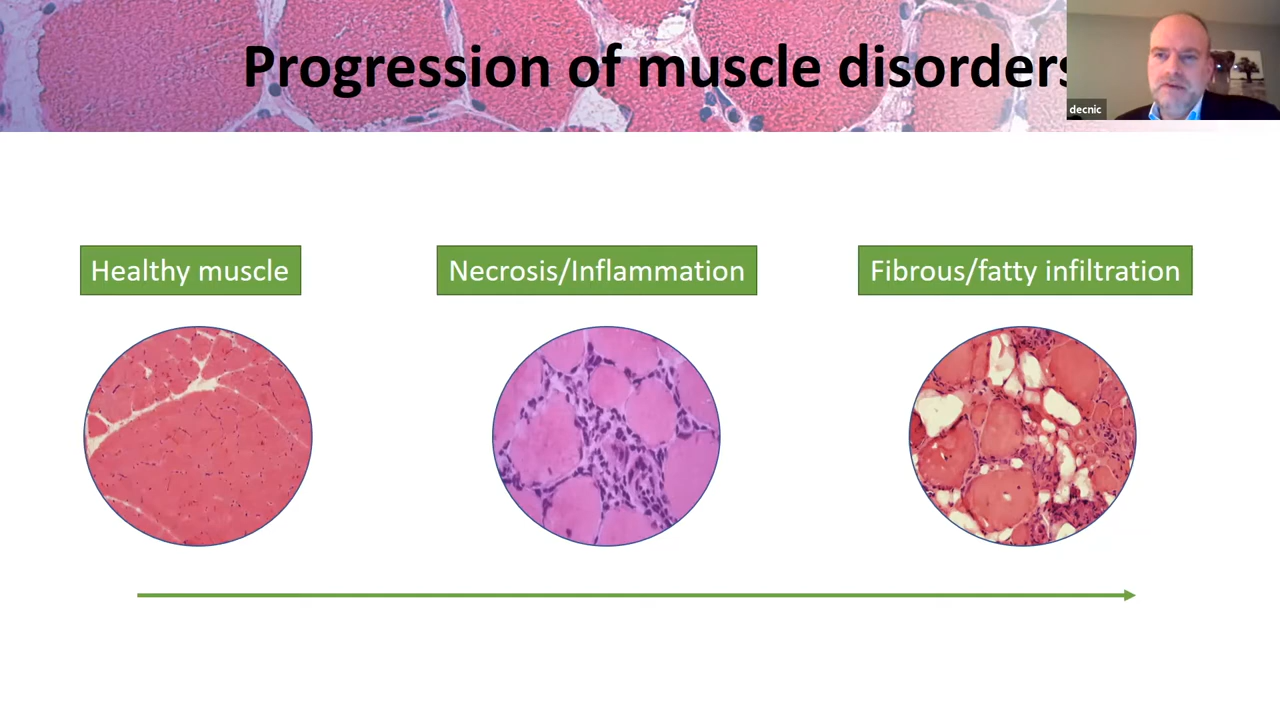 Progression of muscle disorders
decnic
Healthy muscle
Necrosis/Inflammation
Fibrous/fatty infiltration